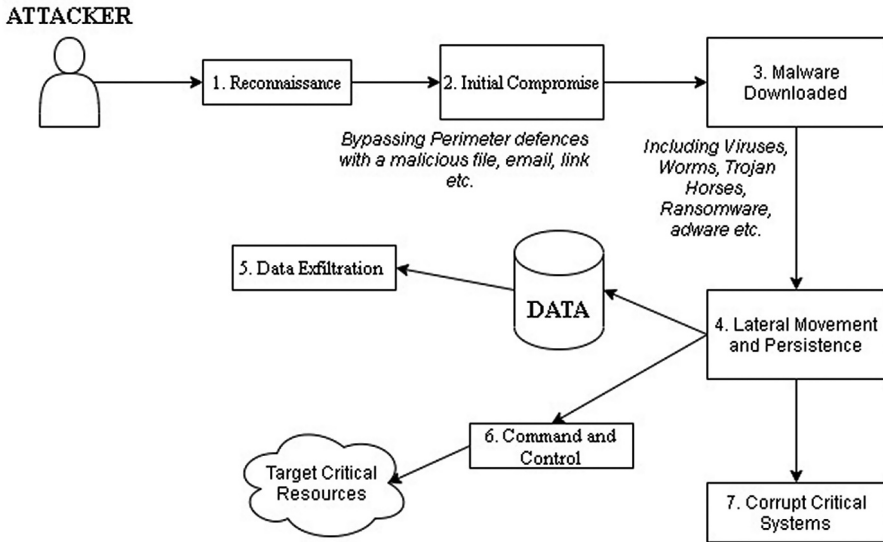 ATTACKER
1. Reconnaissance
2. Initial Compromise
3. Malware
Downloaded
Bypassing Perimeter defences
with a malicious file, email, link
etc.
Including Viruses,
Worms, Trojan
Horses,
Ransomware,
adware etc.
5. Data Exfiltration
DATA
4. Lateral Movement
and Persistence
6. Command and
Control
Target Critical
Resources
7. Corrupt Critical
Systems